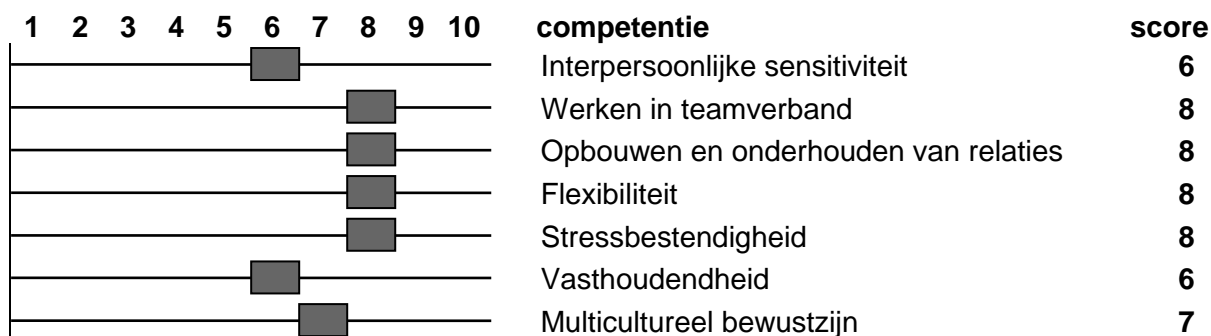 1 2 3 4 5 6 7 8 9 10 competentie score
Interpersoonlijke sensitiviteit 6
Werken in teamverband 8
Opbouwen en onderhouden van relaties 8
Flexibiliteit 8
Stressbestendigheid 8
Vasthoudendheid 6
Multicultureel bewustzijn 7